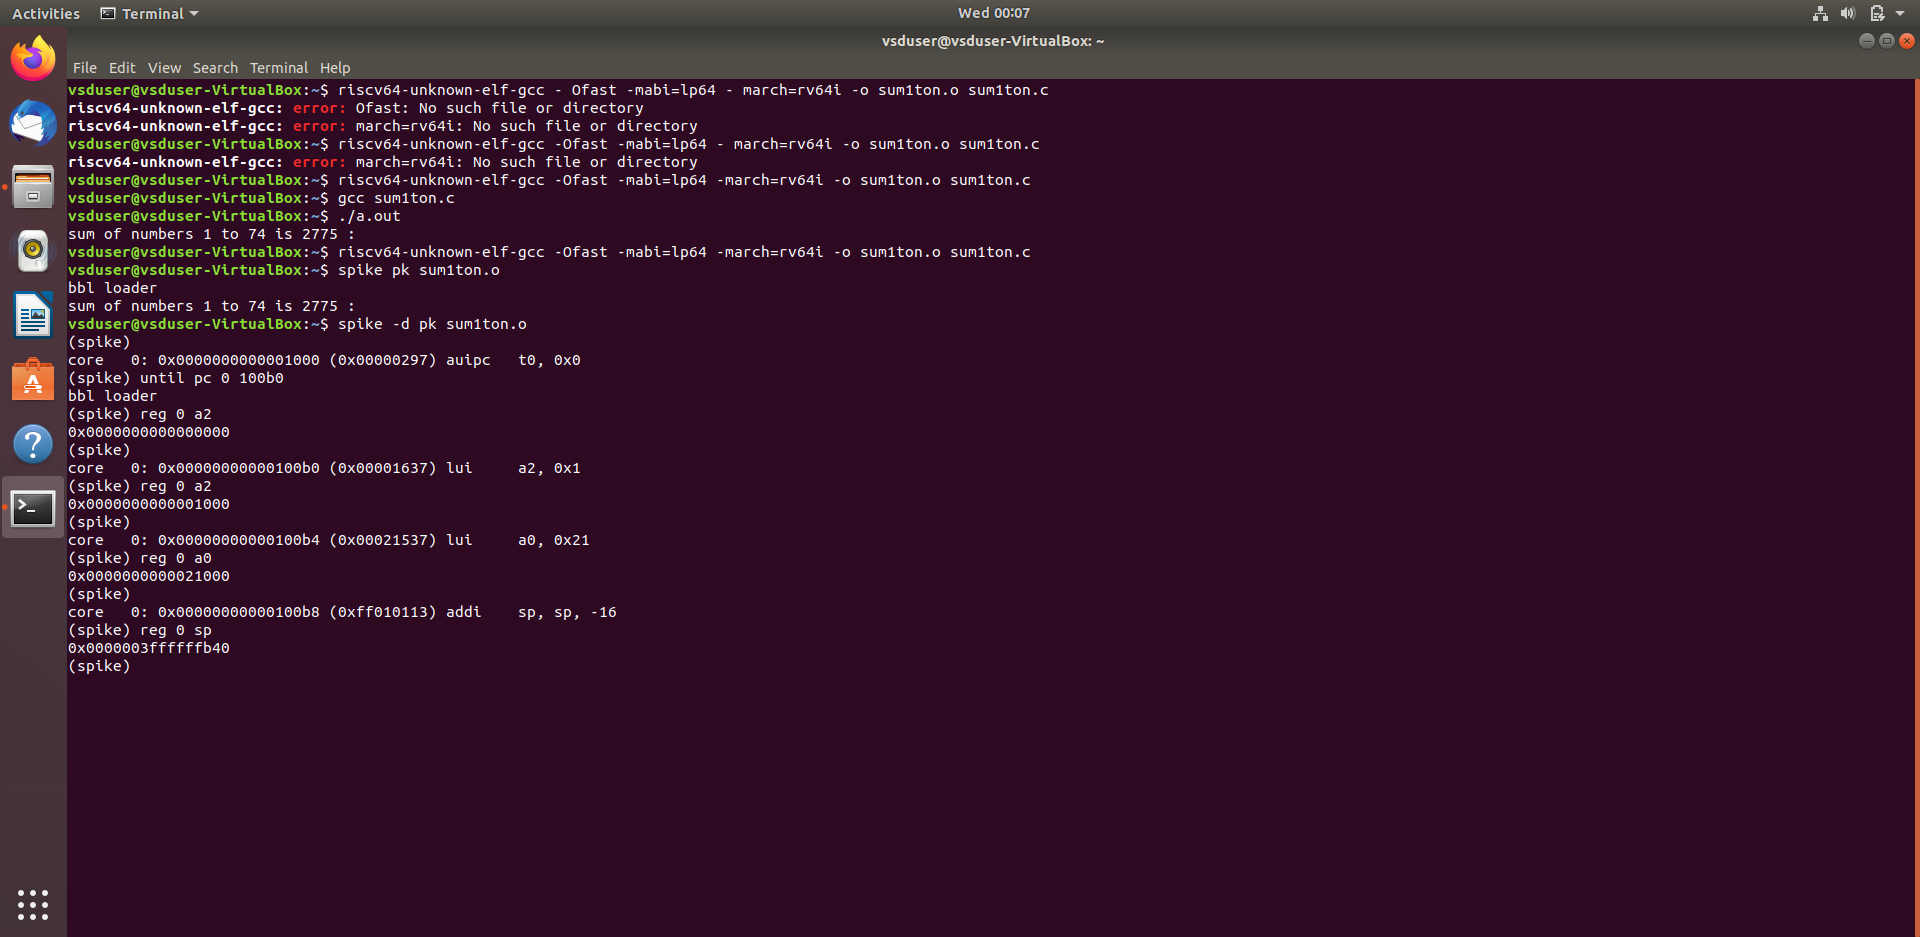 Activities Terminal Wed 00:07
vsduser@vsduser-VirtualBox: ~
File Edit View Search Terminal Help
vsduser@vsduser-VirtualBox:~$ riscv64-unknown-elf-gcc - Ofast -mabi=lp64 - march=rv64i -o sum1ton.o sum1ton.c
riscv64-unknown-elf-gcc: error: Ofast: No such file or directory
riscv64-unknown-elf-gcc: error: march=rv64i: No such file or directory
vsduser@vsduser-VirtualBox:~$ riscv64-unknown-elf-gcc -Ofast -mabi=lp64 - march=rv64i -o sum1ton.o sum1ton.c
riscv64-unknown-elf-gcc: error: march=rv64i: No such file or directory
vsduser@vsduser-VirtualBox:~$ riscv64-unknown-elf-gcc -Ofast -mabi=lp64 -march=rv64i -o sum1ton.o sum1ton.c
vsduser@vsduser-VirtualBox:~$ gcc sum1ton.c
vsduser@vsduser-VirtualBox:~$ ./a.out
sum of numbers 1 to 74 is 2775 :
vsduser@vsduser-VirtualBox:~$ riscv64-unknown-elf-gcc -Ofast -mabi=lp64 -march=rv64i -o sum1ton.o sum1ton.c
vsduser@vsduser-VirtualBox:~$ spike pk sum1ton.o
bbl loader
sum of numbers 1 to 74 is 2775 :
vsduser@vsduser-VirtualBox:~$ spike -d pk sum1ton.o
(spike)
core   0: 0x0000000000001000 (0x00000297) auipc   t0, 0x0
(spike) until pc 0 100b0
bbl loader
(spike) reg 0 a2
0x0000000000000000
(spike)
core   0: 0x00000000000100b0 (0x00001637) lui     a2, 0x1
(spike) reg 0 a2
0x0000000000001000
(spike)
core   0: 0x00000000000100b4 (0x00021537) lui     a0, 0x21
(spike) reg 0 a0
0x0000000000021000
(spike)
core   0: 0x00000000000100b8 (0xff010113) addi    sp, sp, -16
(spike) reg 0 sp
0x0000003ffffffb40
(spike)